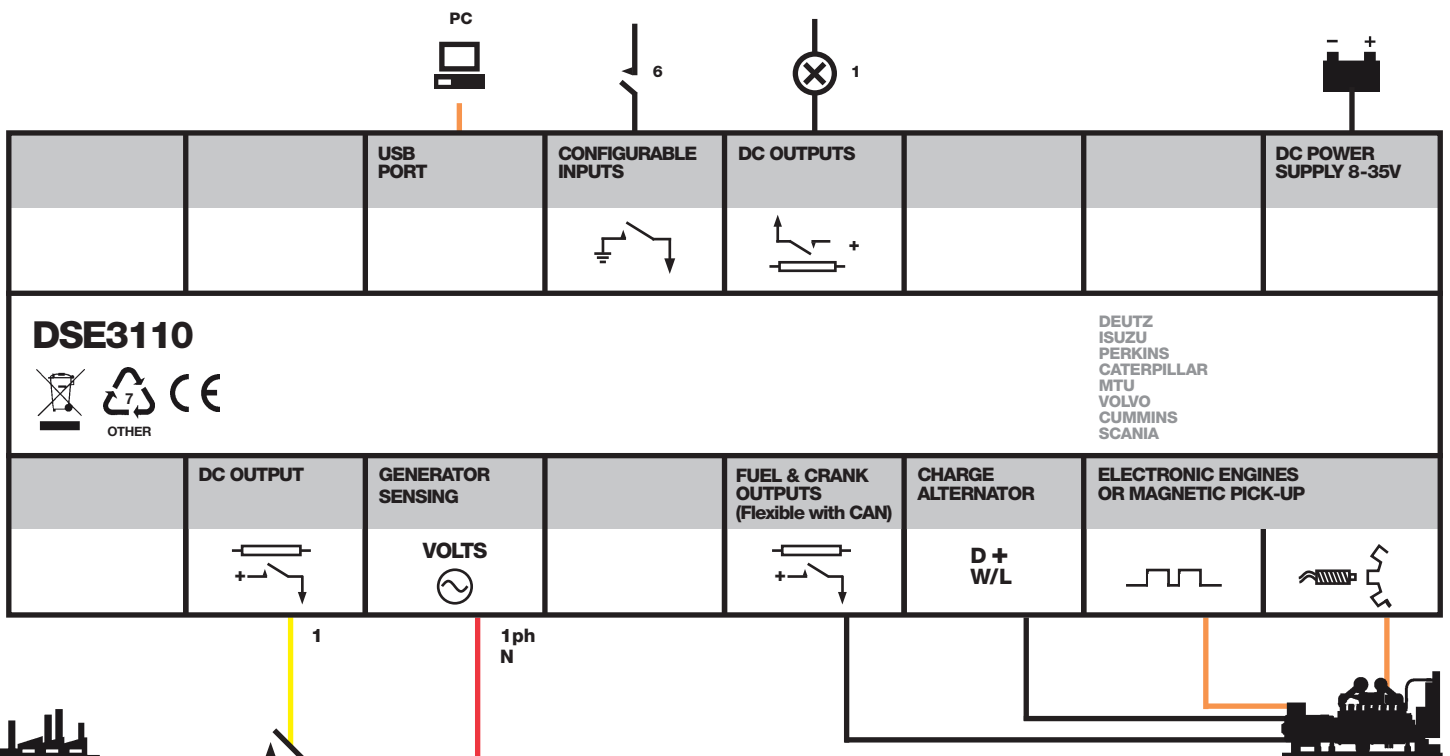 PC
6
1
- +
USB
PORT
CONFIGURABLE
INPUTS
DC OUTPUTS
DC POWER
SUPPLY 8-35V
+
DSE3110
7
OTHER
CE
DEUTZ
ISUZU
PERKINS
CATERPILLAR
MTU
VOLVO
CUMMINS
SCANIA
DC OUTPUT
GENERATOR
SENSING
FUEL & CRANK
OUTPUTS
(Flexible with CAN)
CHARGE
ALTERNATOR
ELECTRONIC ENGINES
OR MAGNETIC PICK-UP
+
VOLTS
+
D +
W/L
1
1ph
N